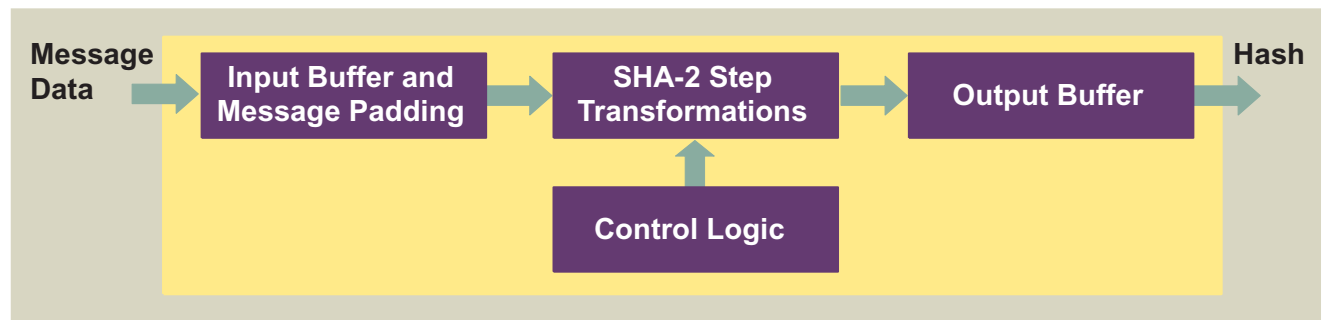 Message
Data
Input Buffer and
Message Padding
SHA-2 Step
Transformations
Output Buffer
Hash
Control Logic